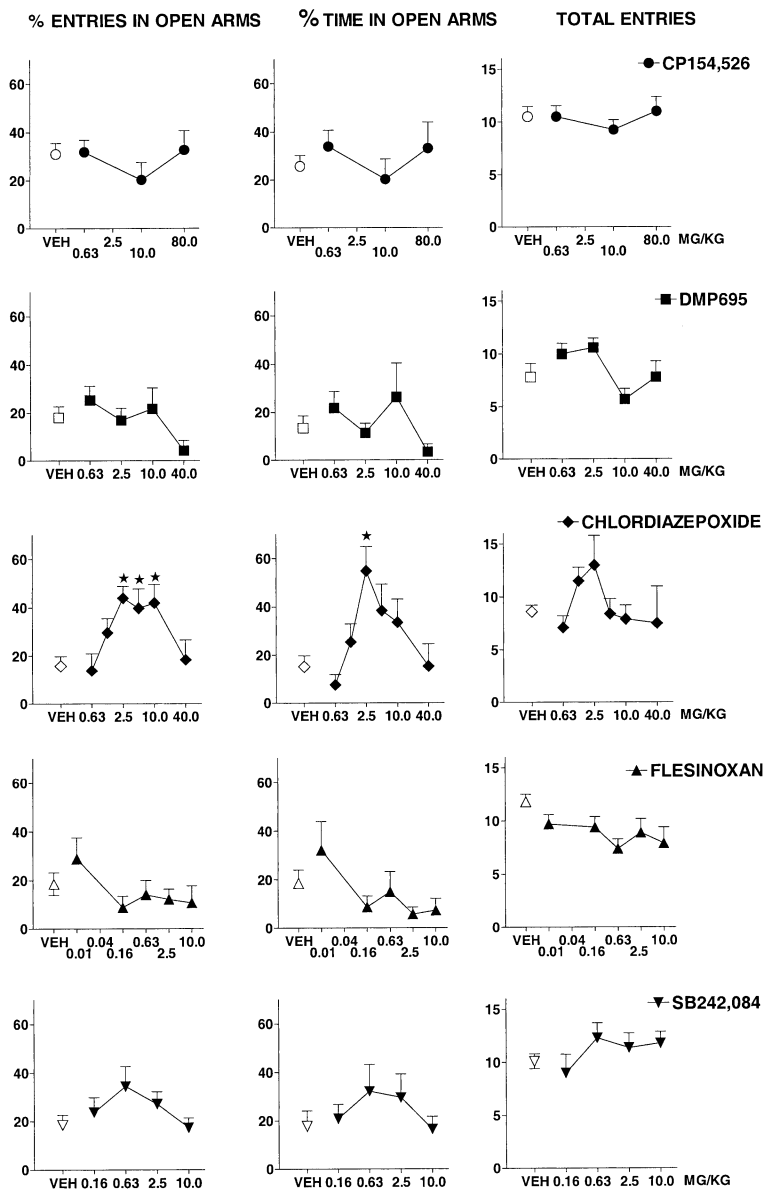 % ENTRIES IN OPEN ARMS % TIME IN OPEN ARMS TOTAL ENTRIES
CP154,526
60 60 15
40 40 10
20 20 5
0 0 0
VEH 2.5 80.0 VEH 2.5 80.0 VEH 2.5 80.0 MG/KG
0.63 10.0 0.63 10.0 0.63 10.0
DMP695
60 60 15
40 40 10
20 20 5
0 0 0
VEH 0.63 2.5 10.0 40.0 VEH 0.63 2.5 10.0 40.0 VEH 0.63 2.5 10.0 40.0 MG/KG
CHLORDIAZEPOXIDE
60 60 15
40 40 10
20 20 5
0 0 0
VEH 0.63 2.5 10.0 40.0 VEH 0.63 2.5 10.0 40.0 VEH 0.63 2.5 10.0 40.0 MG/KG
FLESINOXAN
60 60 15
40 40 10
20 20 5
0 0 0
VEH 0.04 0.63 10.0 VEH 0.04 0.63 10.0 VEH 0.04 0.63 10.0 MG/KG
0.01 0.16 2.5 0.01 0.16 2.5 0.01 0.16 2.5
SB242,084
60 60 15
40 40 10
20 20 5
0 0 0
VEH 0.16 0.63 2.5 10.0 VEH 0.16 0.63 2.5 10.0 VEH 0.16 0.63 2.5 10.0 MG/KG